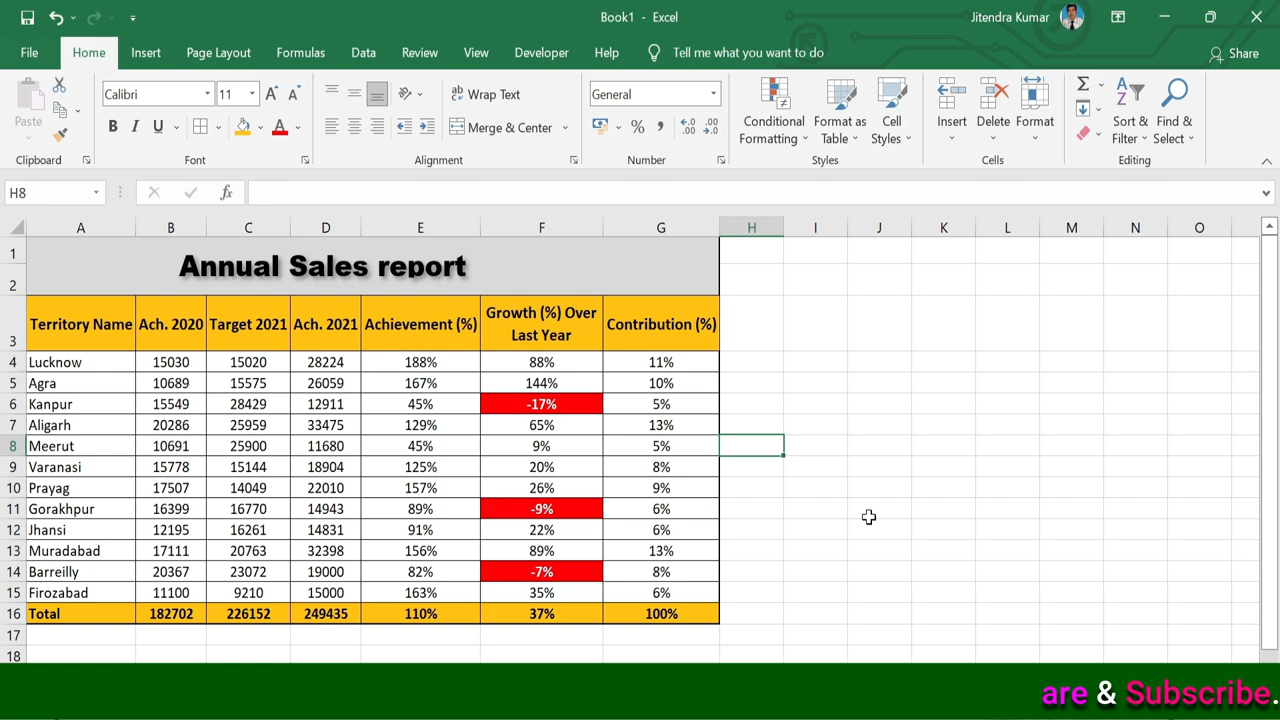 Book1 - Excel
Jitendra Kumar
File Home Insert Page Layout Formulas Data Review View Developer Help Tell me what you want to do Share
Calibri 11 Wrap Text General
Paste B I U A Merge & Center % , Conditional Formatting Format as Table Cell Styles Insert Delete Format Sort & Filter Find & Select
Clipboard Font Alignment Number Styles Cells Editing
H8 fx
A B C D E F G H I J K L M N O
1
Annual Sales report
2
3 Territory Name Ach. 2020 Target 2021 Ach. 2021 Achievement (%) Growth (%) Over Last Year Contribution (%)
4 Lucknow 15030 15020 28224 188% 88% 11%
5 Agra 10689 15575 26059 167% 144% 10%
6 Kanpur 15549 28429 12911 45% -17% 5%
7 Aligarh 20286 25959 33475 129% 65% 13%
8 Meerut 10691 25900 11680 45% 9% 5%
9 Varanasi 15778 15144 18904 125% 20% 8%
10 Prayag 17507 14049 22010 157% 26% 9%
11 Gorakhpur 16399 16770 14943 89% -9% 6%
12 Jhansi 12195 16261 14831 91% 22% 6%
13 Muradabad 17111 20763 32398 156% 89% 13%
14 Barreilly 20367 23072 19000 82% -7% 8%
15 Firozabad 11100 9210 15000 163% 35% 6%
16 Total 182702 226152 249435 110% 37% 100%
17
18
are & Subscribe.